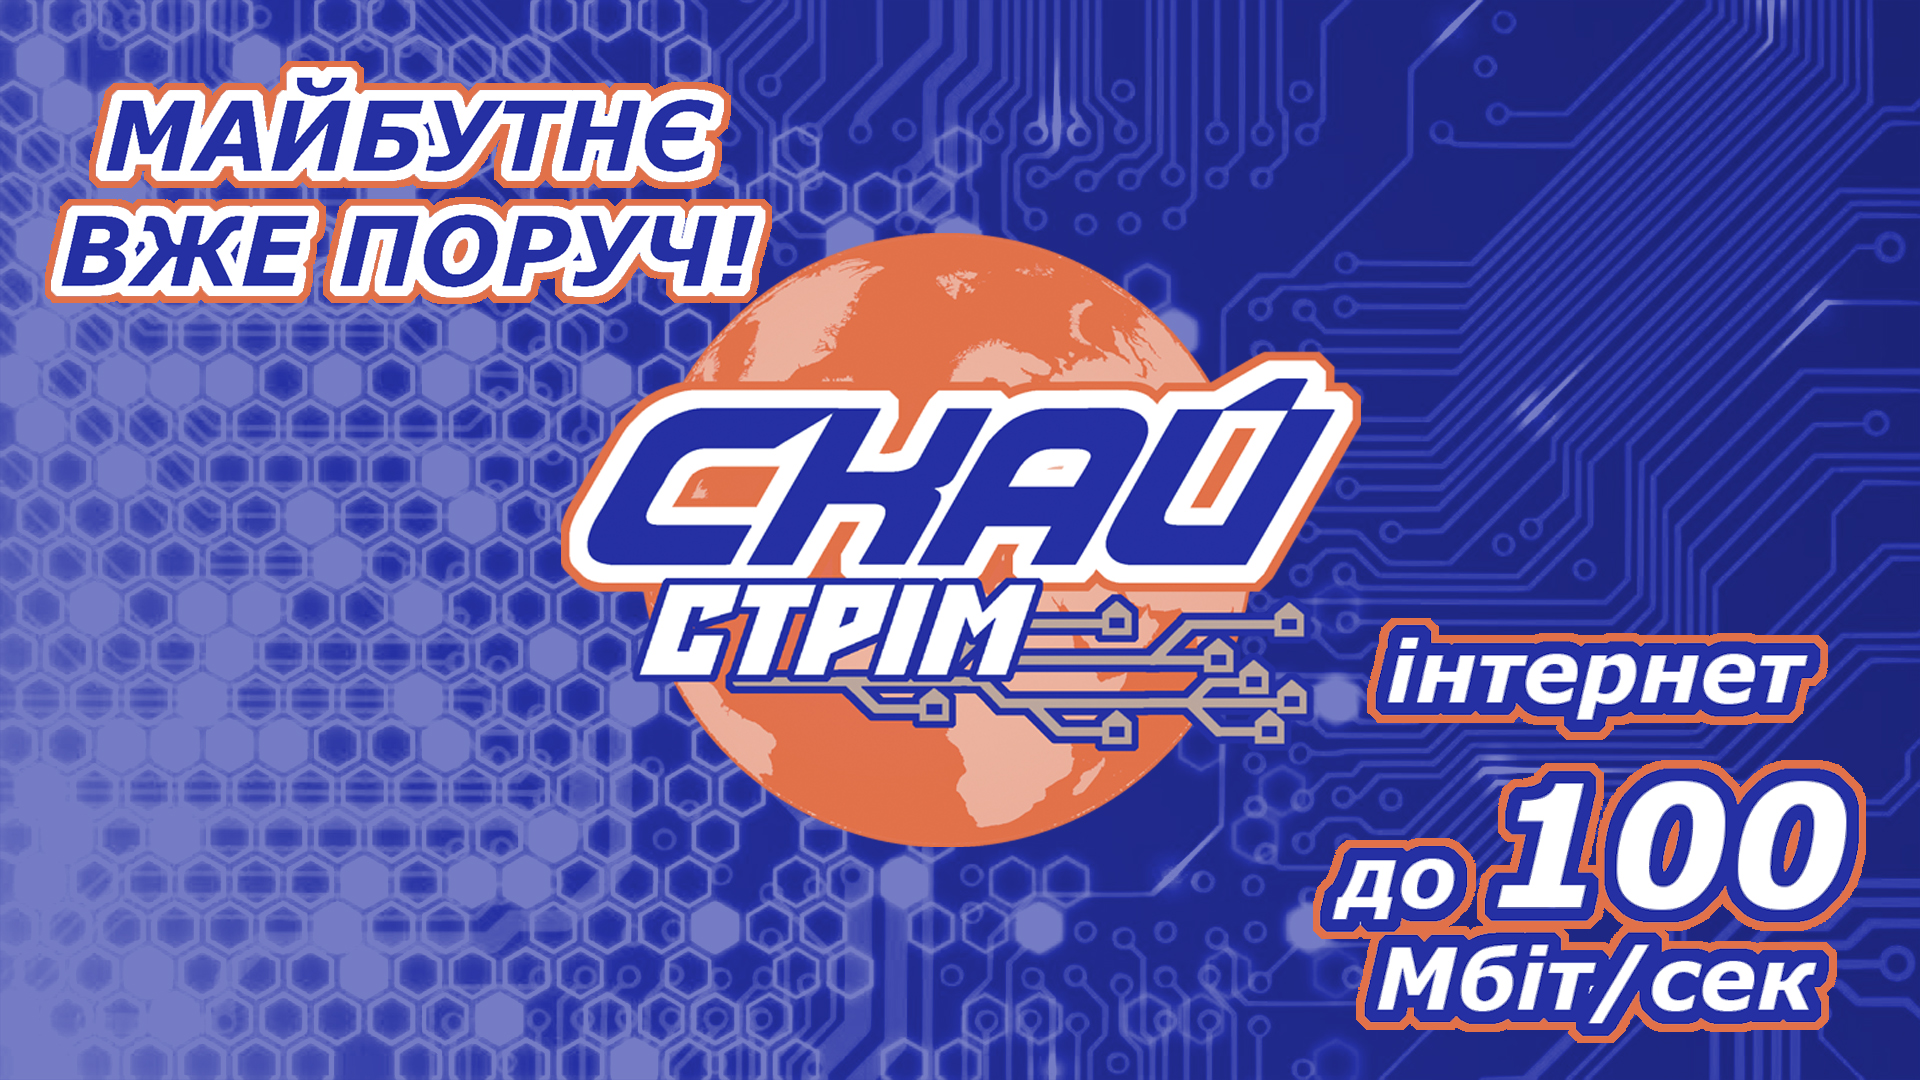 МАЙБУТНЄ
ВЖЕ ПОРУЧ!
СКАЙ
СТРІМ
інтернет
до 100
Мбіт/сек